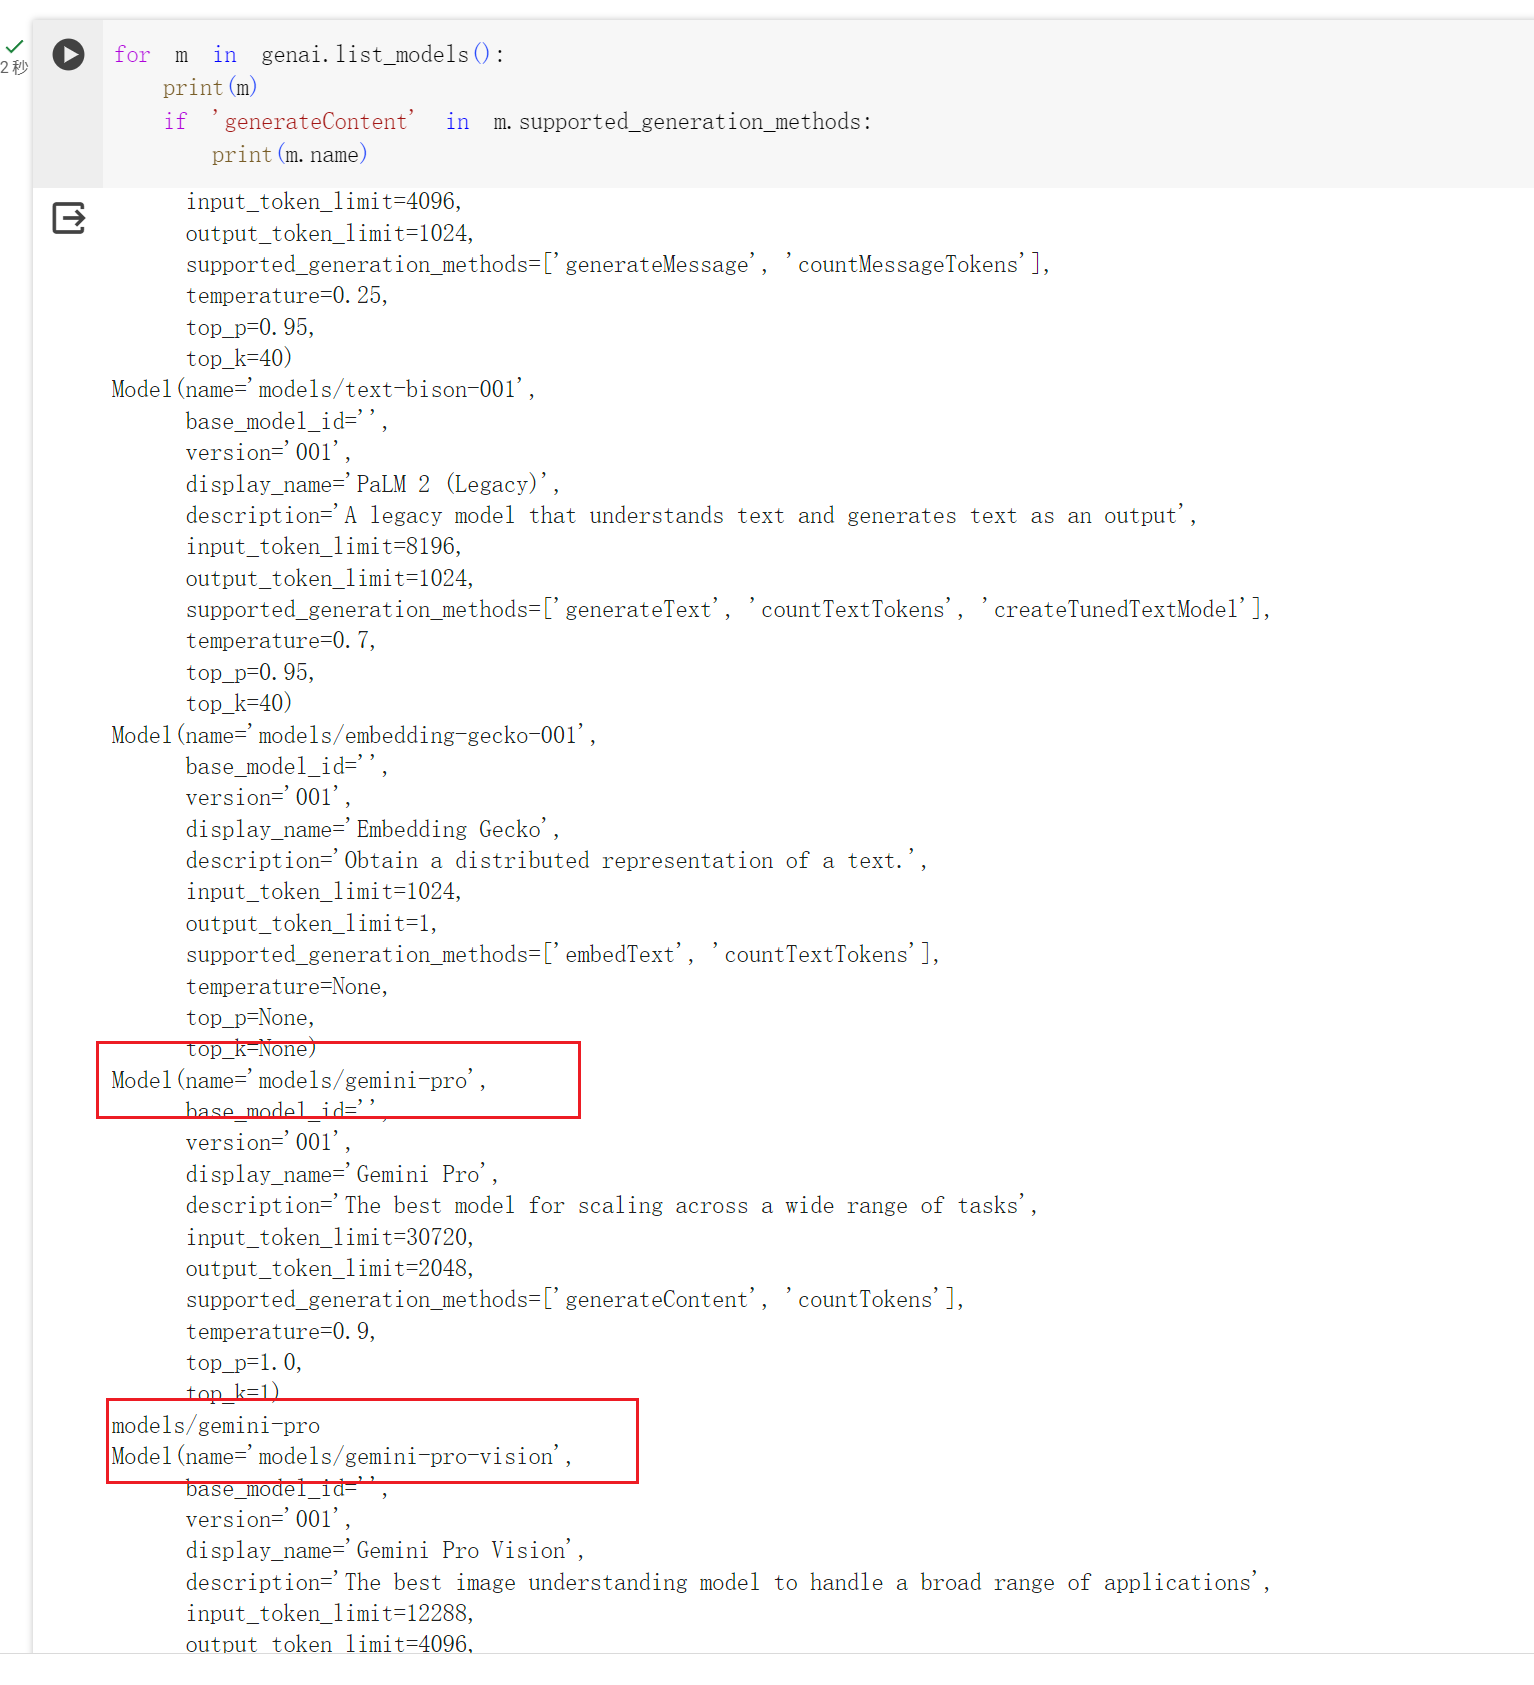 for m in genai.list_models():
print(m)
if 'generateContent' in m.supported_generation_methods:
print(m.name)
2 秒
input_token_limit=4096,
output_token_limit=1024,
supported_generation_methods=['generateMessage', 'countMessageTokens'],
temperature=0.25,
top_p=0.95,
top_k=40)
Model(name='models/text-bison-001',
base_model_id='',
version='001',
display_name='PaLM 2 (Legacy)',
description='A legacy model that understands text and generates text as an output',
input_token_limit=8196,
output_token_limit=1024,
supported_generation_methods=['generateText', 'countTextTokens', 'createTunedTextModel'],
temperature=0.7,
top_p=0.95,
top_k=40)
Model(name='models/embedding-gecko-001',
base_model_id='',
version='001',
display_name='Embedding Gecko',
description='Obtain a distributed representation of a text.',
input_token_limit=1024,
output_token_limit=1,
supported_generation_methods=['embedText', 'countTextTokens'],
temperature=None,
top_p=None,
top_k=None)
Model(name='models/gemini-pro',
base_model_id='',
version='001',
display_name='Gemini Pro',
description='The best model for scaling across a wide range of tasks',
input_token_limit=30720,
output_token_limit=2048,
supported_generation_methods=['generateContent', 'countTokens'],
temperature=0.9,
top_p=1.0,
top_k=1)
models/gemini-pro
Model(name='models/gemini-pro-vision',
base_model_id='',
version='001',
display_name='Gemini Pro Vision',
description='The best image understanding model to handle a broad range of applications',
input_token_limit=12288,
output_token_limit=4096,